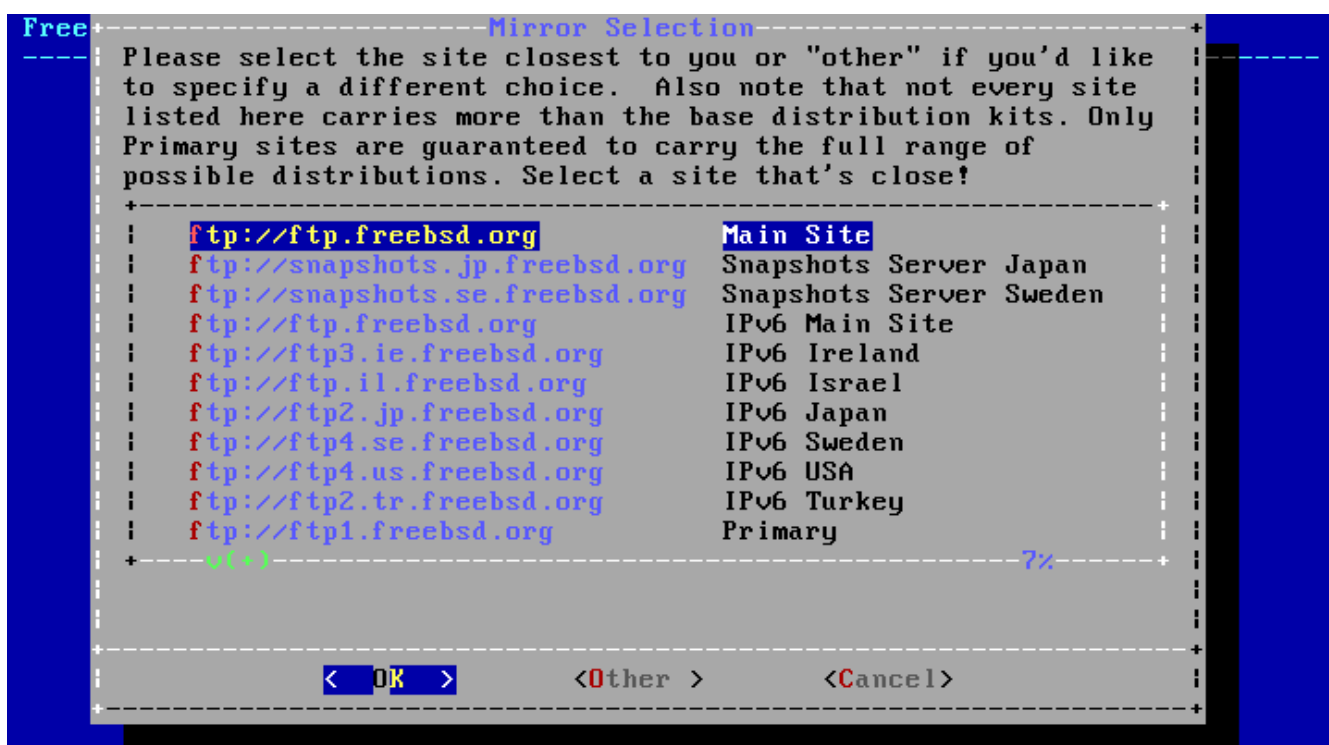 Free
Mirror Selection
Please select the site closest to you or "other" if you'd like
to specify a different choice.  Also note that not every site
listed here carries more than the base distribution kits. Only
Primary sites are guaranteed to carry the full range of
possible distributions. Select a site that's close!
ftp://ftp.freebsd.org Main Site
ftp://snapshots.jp.freebsd.org Snapshots Server Japan
ftp://snapshots.se.freebsd.org Snapshots Server Sweden
ftp://ftp.freebsd.org IPv6 Main Site
ftp://ftp3.ie.freebsd.org IPv6 Ireland
ftp://ftp.il.freebsd.org IPv6 Israel
ftp://ftp2.jp.freebsd.org IPv6 Japan
ftp://ftp4.se.freebsd.org IPv6 Sweden
ftp://ftp4.us.freebsd.org IPv6 USA
ftp://ftp2.tr.freebsd.org IPv6 Turkey
ftp://ftp1.freebsd.org Primary
v(+) 7%
< OK > <Other > <Cancel>